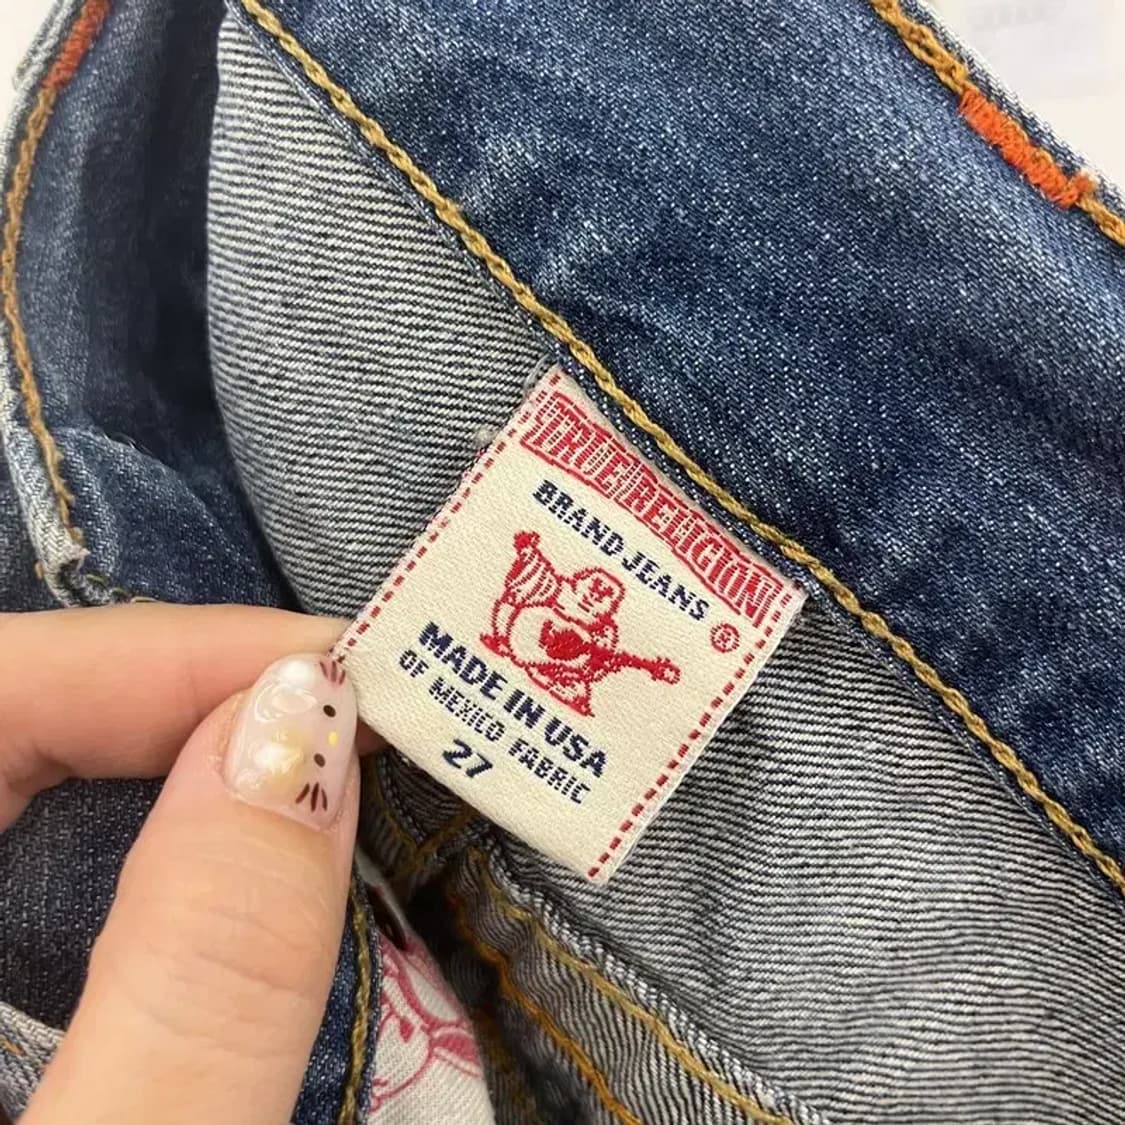 TRUE RELIGION
BRAND JEANS ®
MADE IN USA
OF MEXICO FABRIC
27